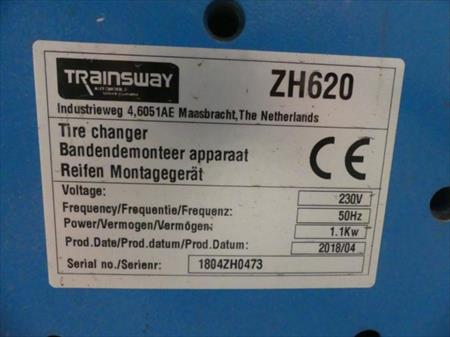 TRAINSWAY
ZH620
Industrieweg 4,6051AE Maasbracht,The Netherlands
Tire changer
Bandendemonteer apparaat
Reifen Montagegerät
CE
Voltage: 230V
Frequency/Frequentie/Frequenz: 50Hz
Power/Vermogen/Vermögen: 1.1Kw
Prod.Date/Prod.datum/Prod.Datum: 2018/04
Serial no./Serienr: 1804ZH0473